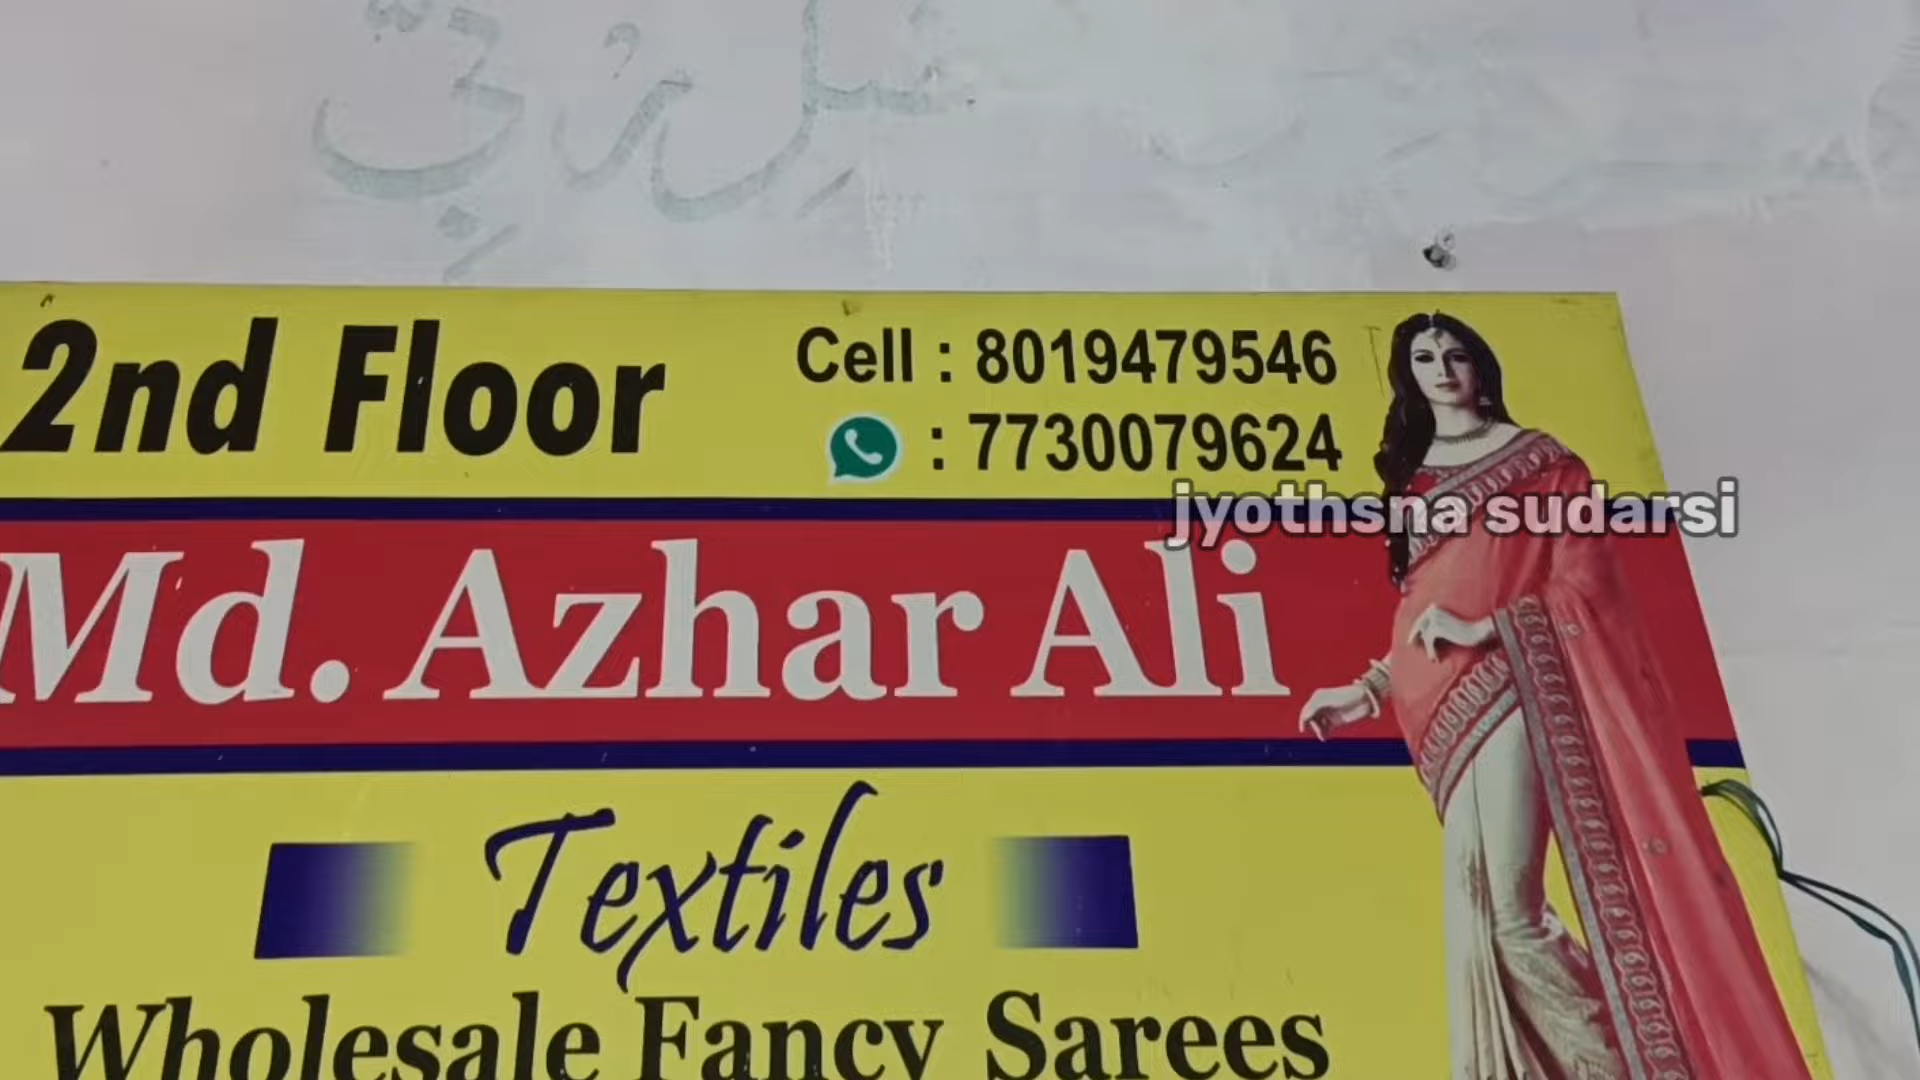 2nd Floor
Cell : 8019479546
: 7730079624
jyothsna sudarsi
Md. Azhar Ali
Textiles
Wholesale Fancy Sarees